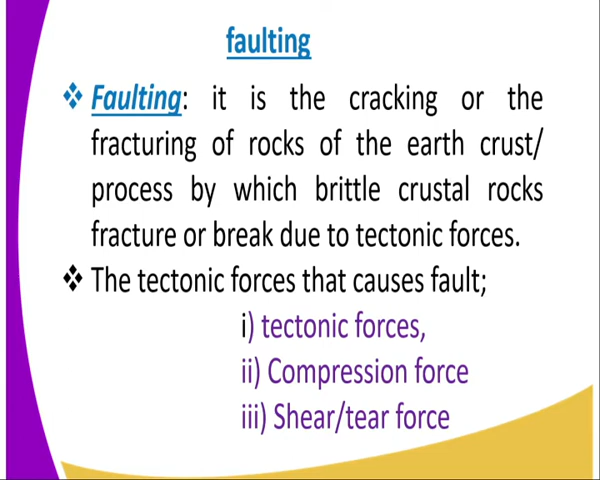 faulting
❖ Faulting: it is the cracking or the
fracturing of rocks of the earth crust/
process by which brittle crustal rocks
fracture or break due to tectonic forces.
❖ The tectonic forces that causes fault;
i) tectonic forces,
ii) Compression force
iii) Shear/tear force